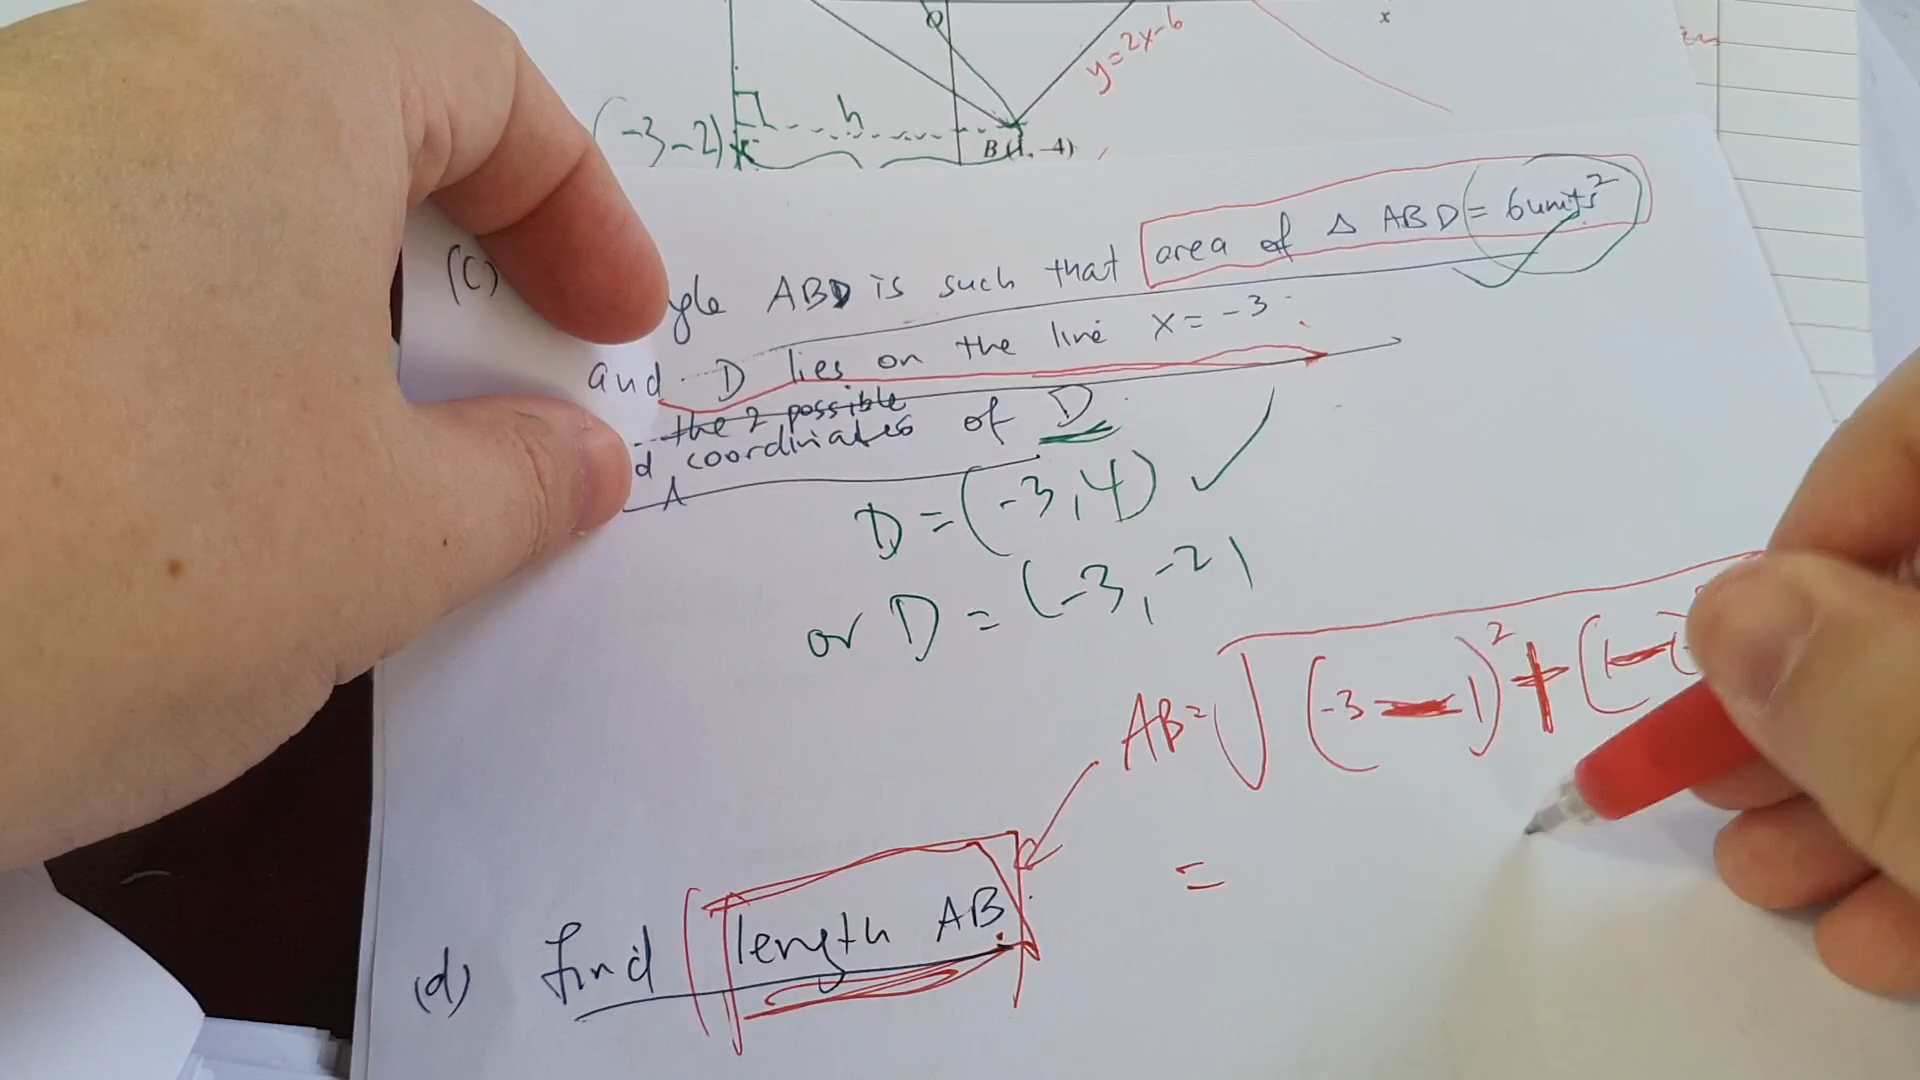 x
y=2x-6
(-3-2)
h
B(1, -4)
(c)
ABD is such that area of △ ABD = 6units²
and D lies on the line x = -3
the 2 possible
coordinates of D
A
D = (-3,4)
or D = (-3,-2)
AB=√(-3-1)²+(1-(
=
(d) find length AB